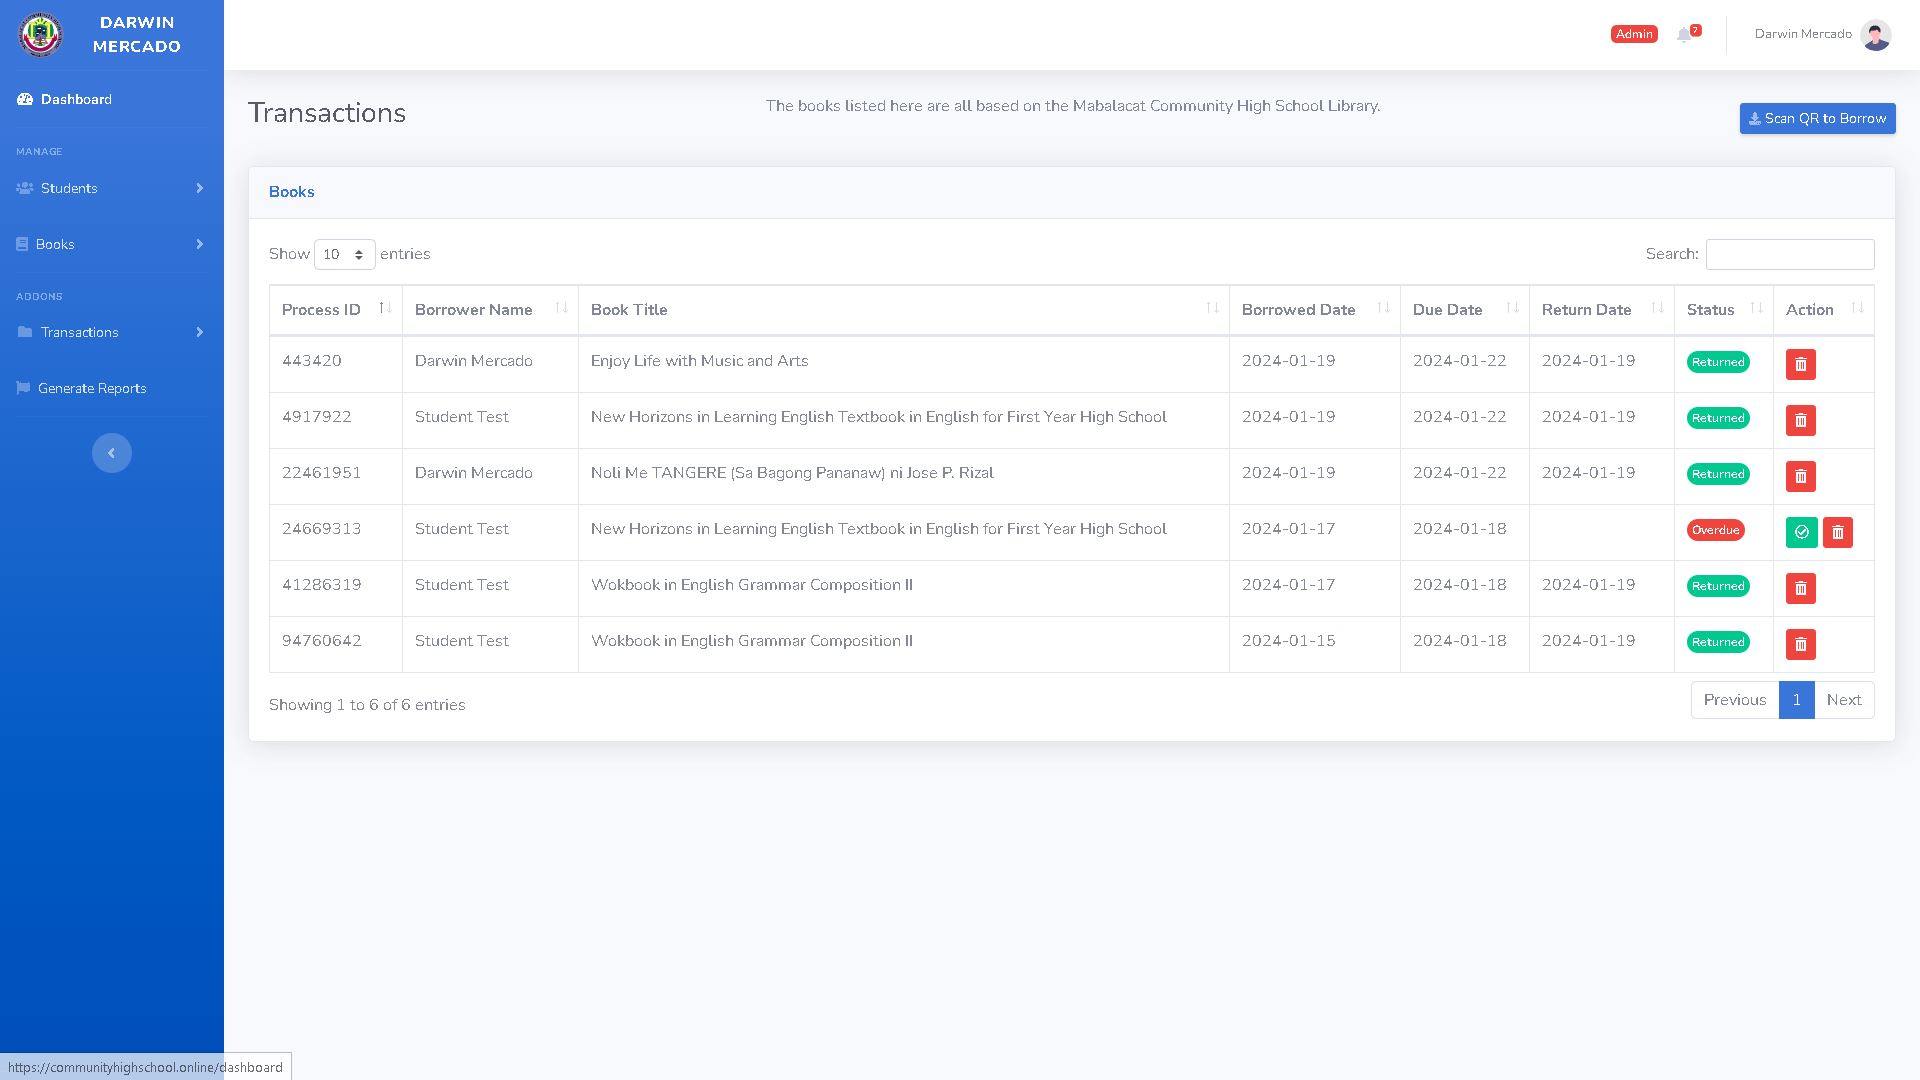 DARWIN
MERCADO
Dashboard
MANAGE
Students
Books
ADDONS
Transactions
Generate Reports
Admin
7
Darwin Mercado
Transactions
The books listed here are all based on the Mabalacat Community High School Library.
Scan QR to Borrow
Books
Show 10 entries
Search:
Process ID Borrower Name Book Title Borrowed Date Due Date Return Date Status Action
443420 Darwin Mercado Enjoy Life with Music and Arts 2024-01-19 2024-01-22 2024-01-19 Returned
4917922 Student Test New Horizons in Learning English Textbook in English for First Year High School 2024-01-19 2024-01-22 2024-01-19 Returned
22461951 Darwin Mercado Noli Me TANGERE (Sa Bagong Pananaw) ni Jose P. Rizal 2024-01-19 2024-01-22 2024-01-19 Returned
24669313 Student Test New Horizons in Learning English Textbook in English for First Year High School 2024-01-17 2024-01-18 Overdue
41286319 Student Test Wokbook in English Grammar Composition II 2024-01-17 2024-01-18 2024-01-19 Returned
94760642 Student Test Wokbook in English Grammar Composition II 2024-01-15 2024-01-18 2024-01-19 Returned
Showing 1 to 6 of 6 entries
Previous 1 Next
https://communityhighschool.online/dashboard